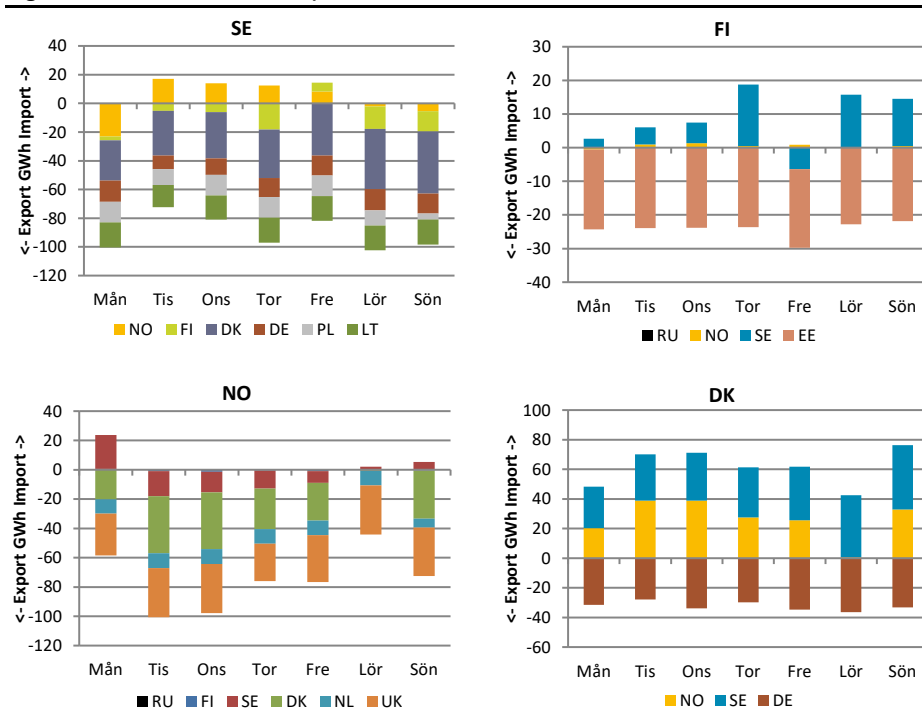 SE
<- Export GWh Import ->
40
20
0
-20
-40
-60
-80
-100
-120
Mån Tis Ons Tor Fre Lör Sön
NO FI DK DE PL LT
FI
<- Export GWh Import ->
30
20
10
0
-10
-20
-30
-40
Mån Tis Ons Tor Fre Lör Sön
RU NO SE EE
NO
<- Export GWh Import ->
40
20
0
-20
-40
-60
-80
-100
-120
Mån Tis Ons Tor Fre Lör Sön
RU FI SE DK NL UK
DK
<- Export GWh Import ->
100
80
60
40
20
0
-20
-40
-60
Mån Tis Ons Tor Fre Lör Sön
NO SE DE